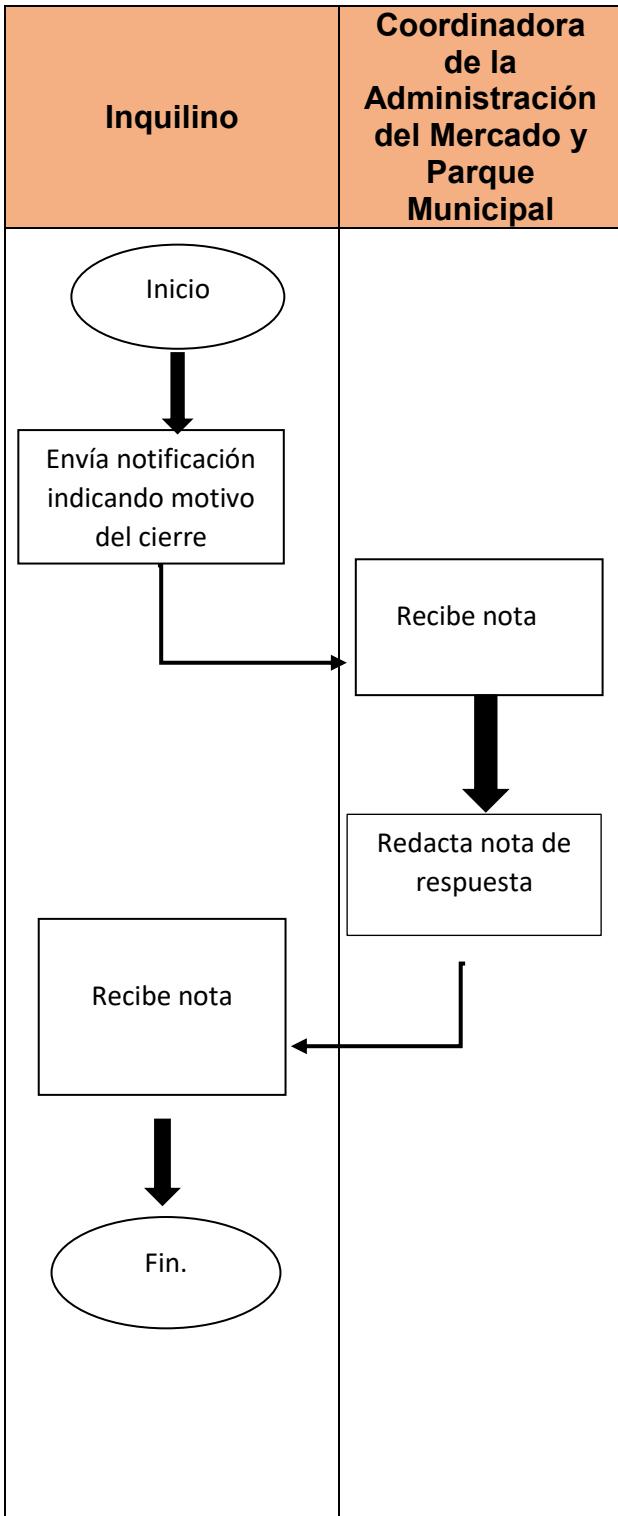 Inquilino
Coordinadora
de la
Administración
del Mercado y
Parque
Municipal
Inicio
Envía notificación
indicando motivo
del cierre
Recibe nota
Redacta nota de
respuesta
Recibe nota
Fin.